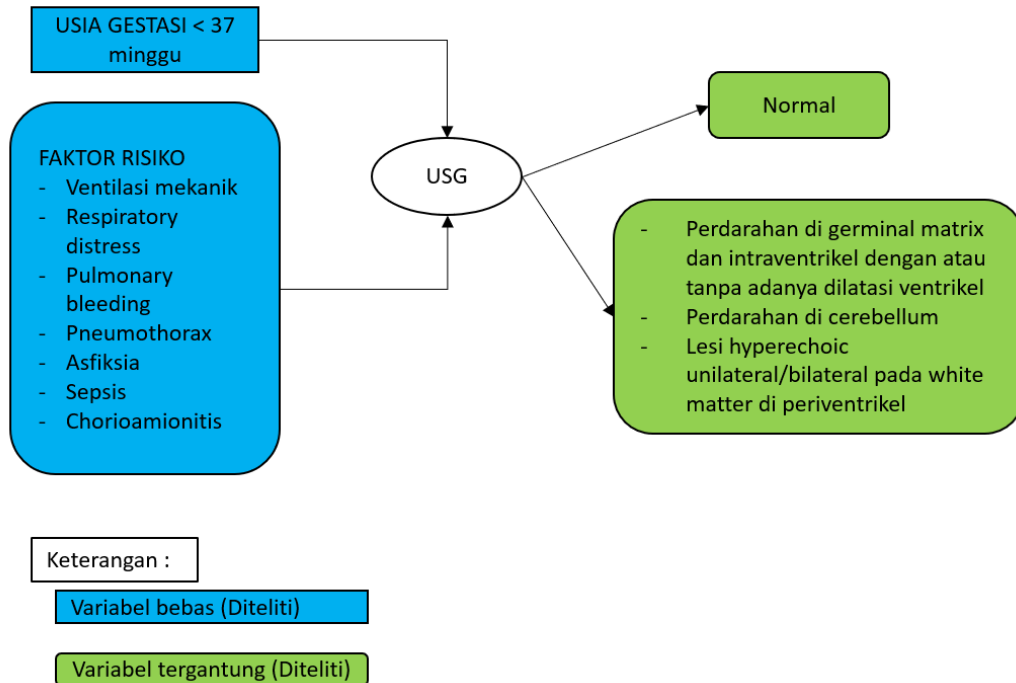 USIA GESTASI < 37
minggu
FAKTOR RISIKO
- Ventilasi mekanik
- Respiratory
distress
- Pulmonary
bleeding
- Pneumothorax
- Asfiksia
- Sepsis
- Chorioamionitis
USG
Normal
- Perdarahan di germinal matrix
dan intraventrikel dengan atau
tanpa adanya dilatasi ventrikel
- Perdarahan di cerebellum
- Lesi hyperechoic
unilateral/bilateral pada white
matter di periventrikel
Keterangan :
Variabel bebas (Diteliti)
Variabel tergantung (Diteliti)